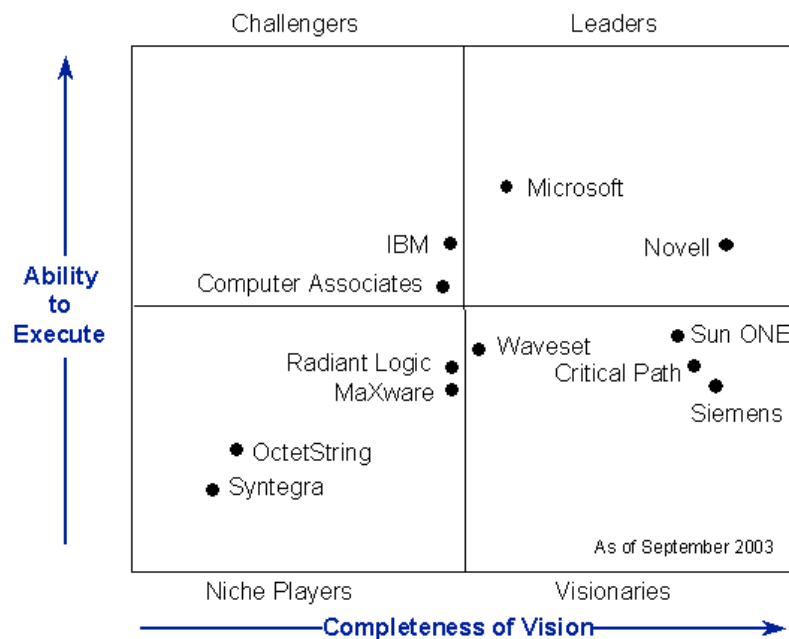 Challengers
Leaders
Microsoft
IBM
Novell
Computer Associates
Ability
to
Execute
Sun ONE
Waveset
Radiant Logic
Critical Path
MaXware
Siemens
OctetString
Syntegra
As of September 2003
Niche Players
Visionaries
Completeness of Vision